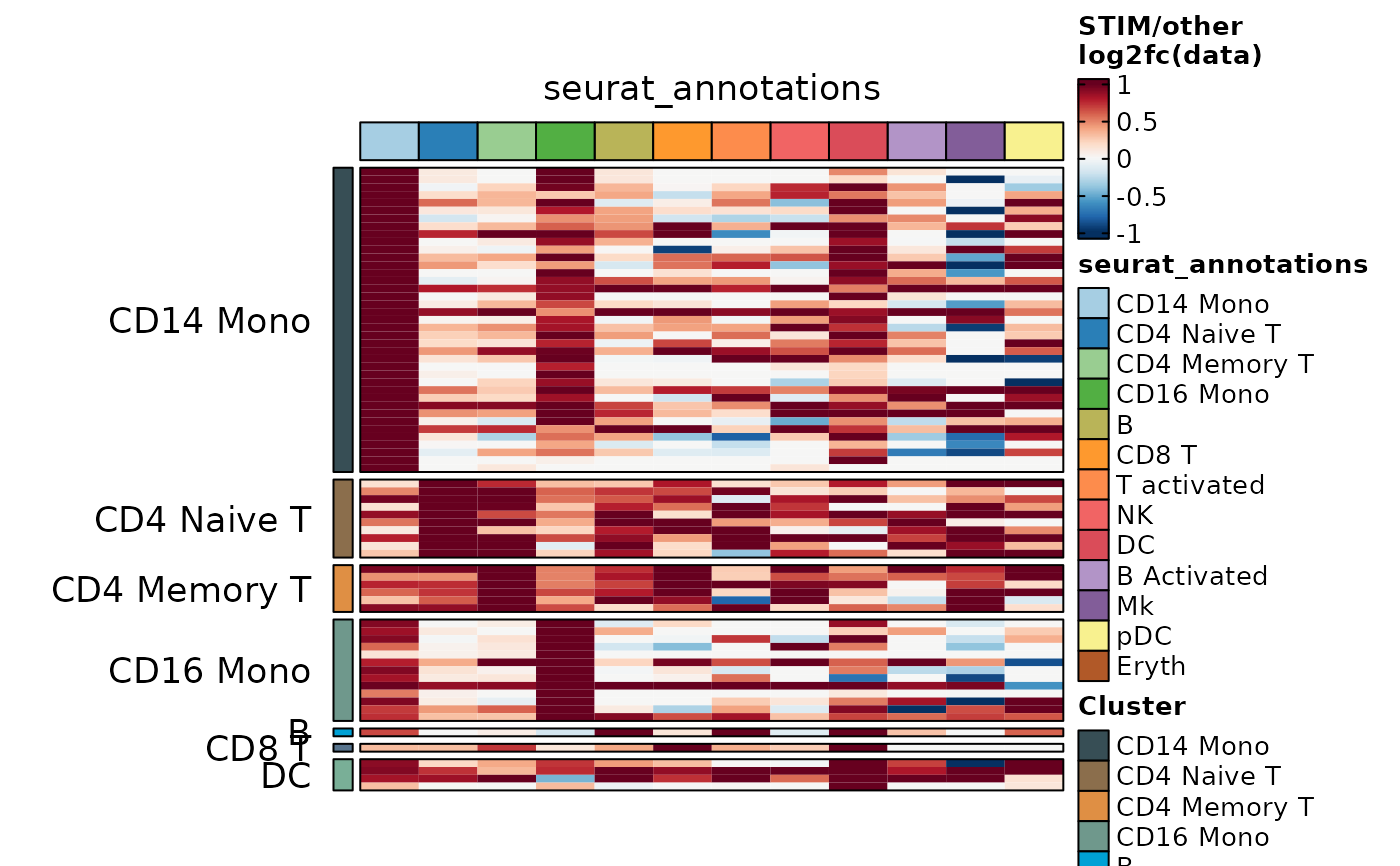 STIM/other
log2fc(data)
1
0.5
0
-0.5
-1
seurat_annotations
seurat_annotations
CD14 Mono
CD4 Naive T
CD4 Memory T
CD16 Mono
B
CD8 T
T activated
NK
DC
B Activated
Mk
pDC
Eryth
CD14 Mono
CD4 Naive T
CD4 Memory T
CD16 Mono
B
CD8 T
DC
Cluster
CD14 Mono
CD4 Naive T
CD4 Memory T
CD16 Mono
B